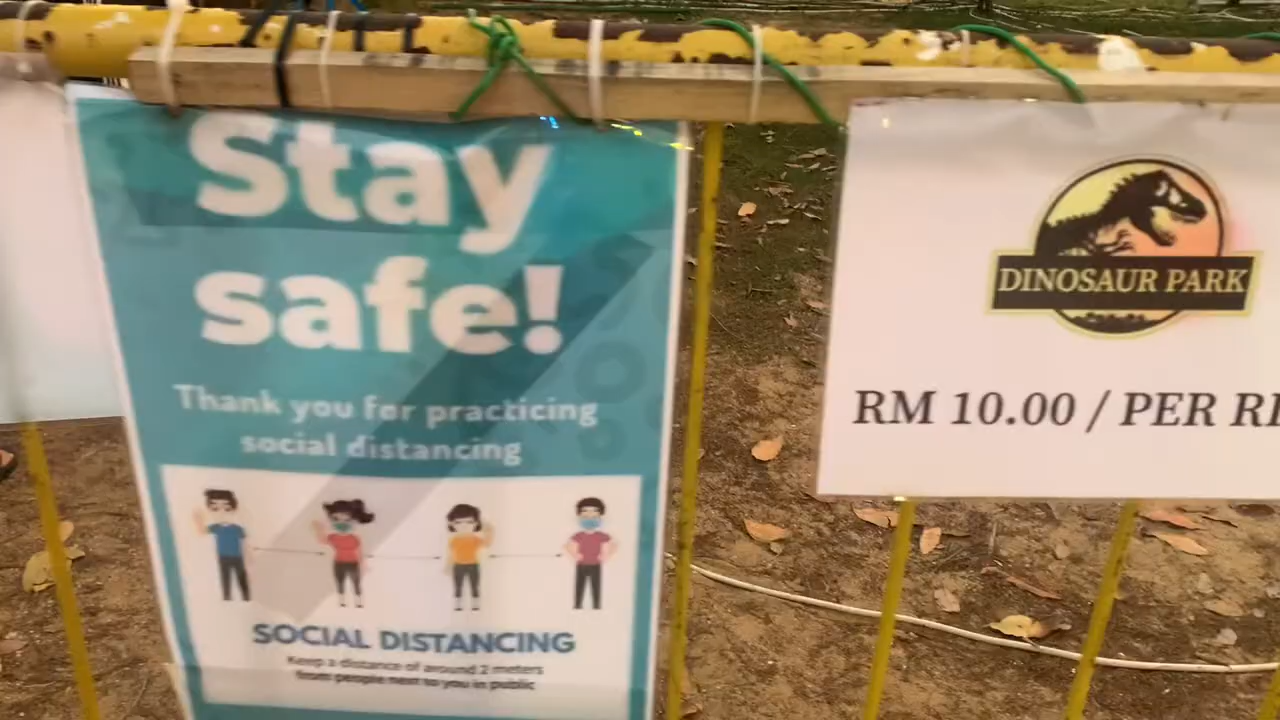 Stay
safe!
Thank you for practicing
social distancing
SOCIAL DISTANCING
Keep a distance of around 2 meters
from people next to you in public
DINOSAUR PARK
RM 10.00 / PER